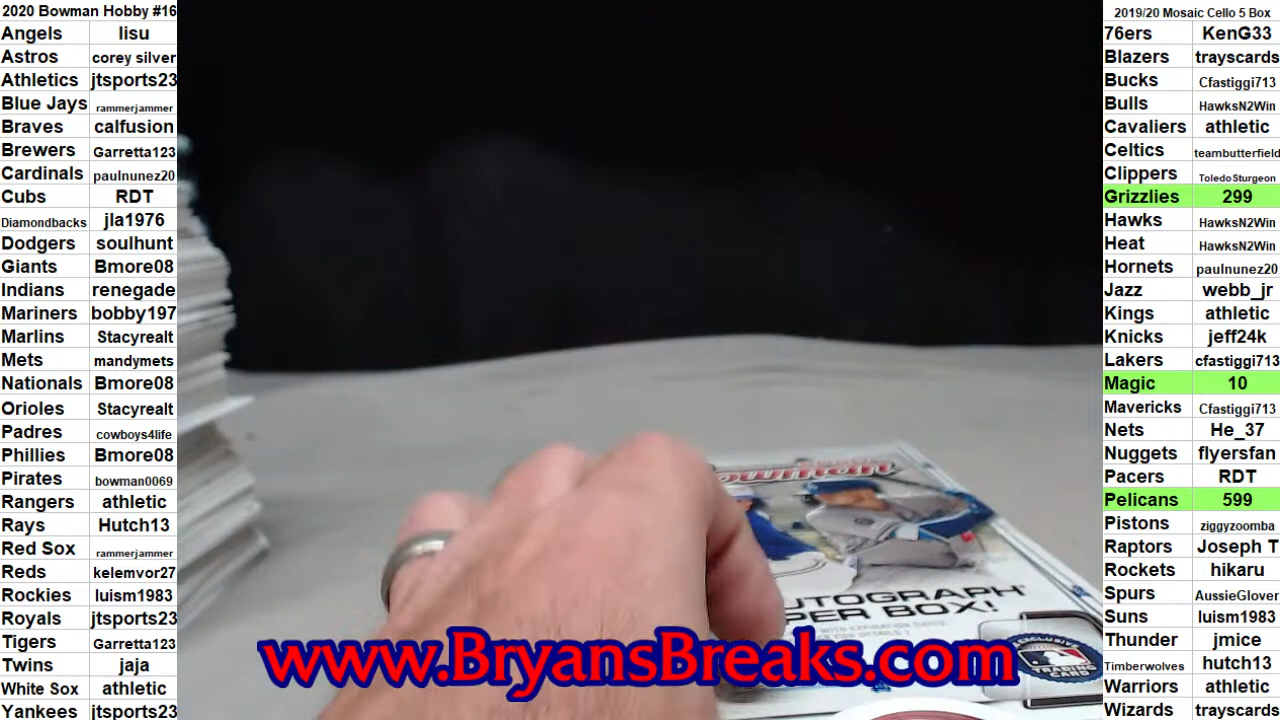 2020 Bowman Hobby #16
Angels lisu
Astros corey silver
Athletics jtsports23
Blue Jays rammerjammer
Braves calfusion
Brewers Garretta123
Cardinals paulnunez20
Cubs RDT
Diamondbacks jla1976
Dodgers soulhunt
Giants Bmore08
Indians renegade
Mariners bobby197
Marlins Stacyrealt
Mets mandymets
Nationals Bmore08
Orioles Stacyrealt
Padres cowboys4life
Phillies Bmore08
Pirates bowman0069
Rangers athletic
Rays Hutch13
Red Sox rammerjammer
Reds kelemvor27
Rockies luism1983
Royals jtsports23
Tigers Garretta123
Twins jaja
White Sox athletic
Yankees jtsports23
UTOGRAPH
PER BOX!
www.BryansBreaks.com
TRADING
CARD
2019/20 Mosaic Cello 5 Box
76ers KenG33
Blazers trayscards
Bucks Cfastiggi713
Bulls HawksN2Win
Cavaliers athletic
Celtics teambutterfield
Clippers ToledoSturgeon
Grizzlies 299
Hawks HawksN2Win
Heat HawksN2Win
Hornets paulnunez20
Jazz webb_jr
Kings athletic
Knicks jeff24k
Lakers cfastiggi713
Magic 10
Mavericks Cfastiggi713
Nets He_37
Nuggets flyersfan
Pacers RDT
Pelicans 599
Pistons ziggyzoomba
Raptors Joseph T
Rockets hikaru
Spurs AussieGlover
Suns luism1983
Thunder jmice
Timberwolves hutch13
Warriors athletic
Wizards trayscards